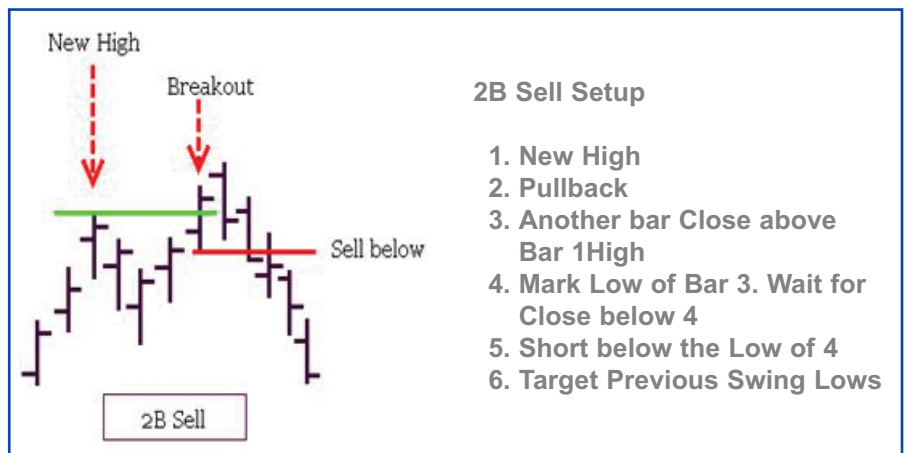 New High
Breakout
Sell below
2B Sell
2B Sell Setup
1. New High
2. Pullback
3. Another bar Close above
Bar 1High
4. Mark Low of Bar 3. Wait for
Close below 4
5. Short below the Low of 4
6. Target Previous Swing Lows